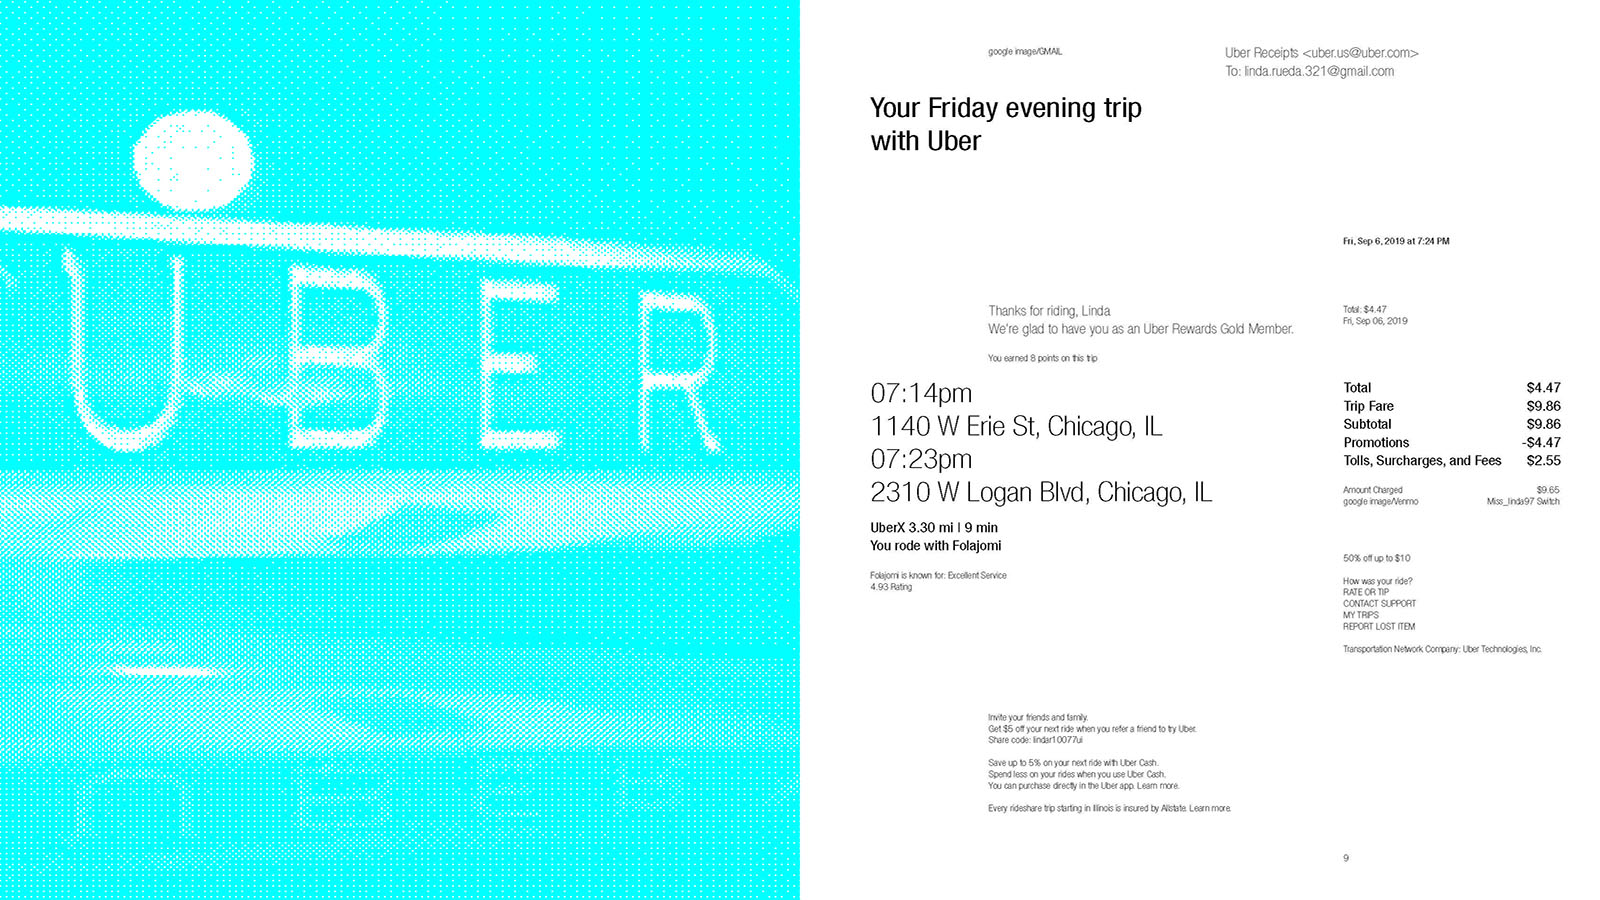 UBER
google image/GMAIL
Uber Receipts <uber.us@uber.com>
To: linda.rueda.321@gmail.com
Your Friday evening trip
with Uber
Fri, Sep 6, 2019 at 7:24 PM
Thanks for riding, Linda
We're glad to have you as an Uber Rewards Gold Member.
You earned 8 points on this trip
Total: $4.47
Fri, Sep 06, 2019
07:14pm
1140 W Erie St, Chicago, IL
07:23pm
2310 W Logan Blvd, Chicago, IL
UberX 3.30 mi | 9 min
You rode with Folajomi
Folajomi is known for: Excellent Service
4.93 Rating
Total $4.47
Trip Fare $9.86
Subtotal $9.86
Promotions -$4.47
Tolls, Surcharges, and Fees $2.55
Amount Charged $9.65
google image/Venmo Miss_linda97 Switch
50% off up to $10
How was your ride?
RATE OR TIP
CONTACT SUPPORT
MY TRIPS
REPORT LOST ITEM
Transportation Network Company: Uber Technologies, Inc.
Invite your friends and family.
Get $5 off your next ride when you refer a friend to try Uber.
Share code: lindar10077ui
Save up to 5% on your next ride with Uber Cash.
Spend less on your rides when you use Uber Cash.
You can purchase directly in the Uber app. Learn more.
Every rideshare trip starting in Illinois is insured by Allstate. Learn more.
9